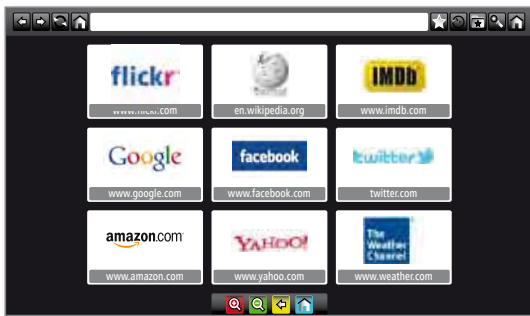 flickr
www.flickr.com
en.wikipedia.org
IMDb
www.imdb.com
Google
www.google.com
facebook
www.facebook.com
twitter
twitter.com
amazon.com
www.amazon.com
YAHOO!
www.yahoo.com
The
Weather
Channel
www.weather.com